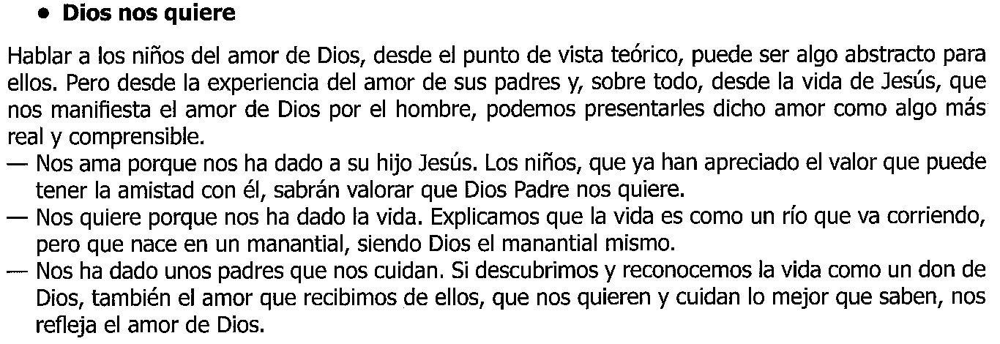 • Dios nos quiere
Hablar a los niños del amor de Dios, desde el punto de vista teórico, puede ser algo abstracto para
ellos. Pero desde la experiencia del amor de sus padres y, sobre todo, desde la vida de Jesús, que
nos manifiesta el amor de Dios por el hombre, podemos presentarles dicho amor como algo más
real y comprensible.
— Nos ama porque nos ha dado a su hijo Jesús. Los niños, que ya han apreciado el valor que puede
tener la amistad con él, sabrán valorar que Dios Padre nos quiere.
— Nos quiere porque nos ha dado la vida. Explicamos que la vida es como un río que va corriendo,
pero que nace en un manantial, siendo Dios el manantial mismo.
— Nos ha dado unos padres que nos cuidan. Si descubrimos y reconocemos la vida como un don de
Dios, también el amor que recibimos de ellos, que nos quieren y cuidan lo mejor que saben, nos
refleja el amor de Dios.